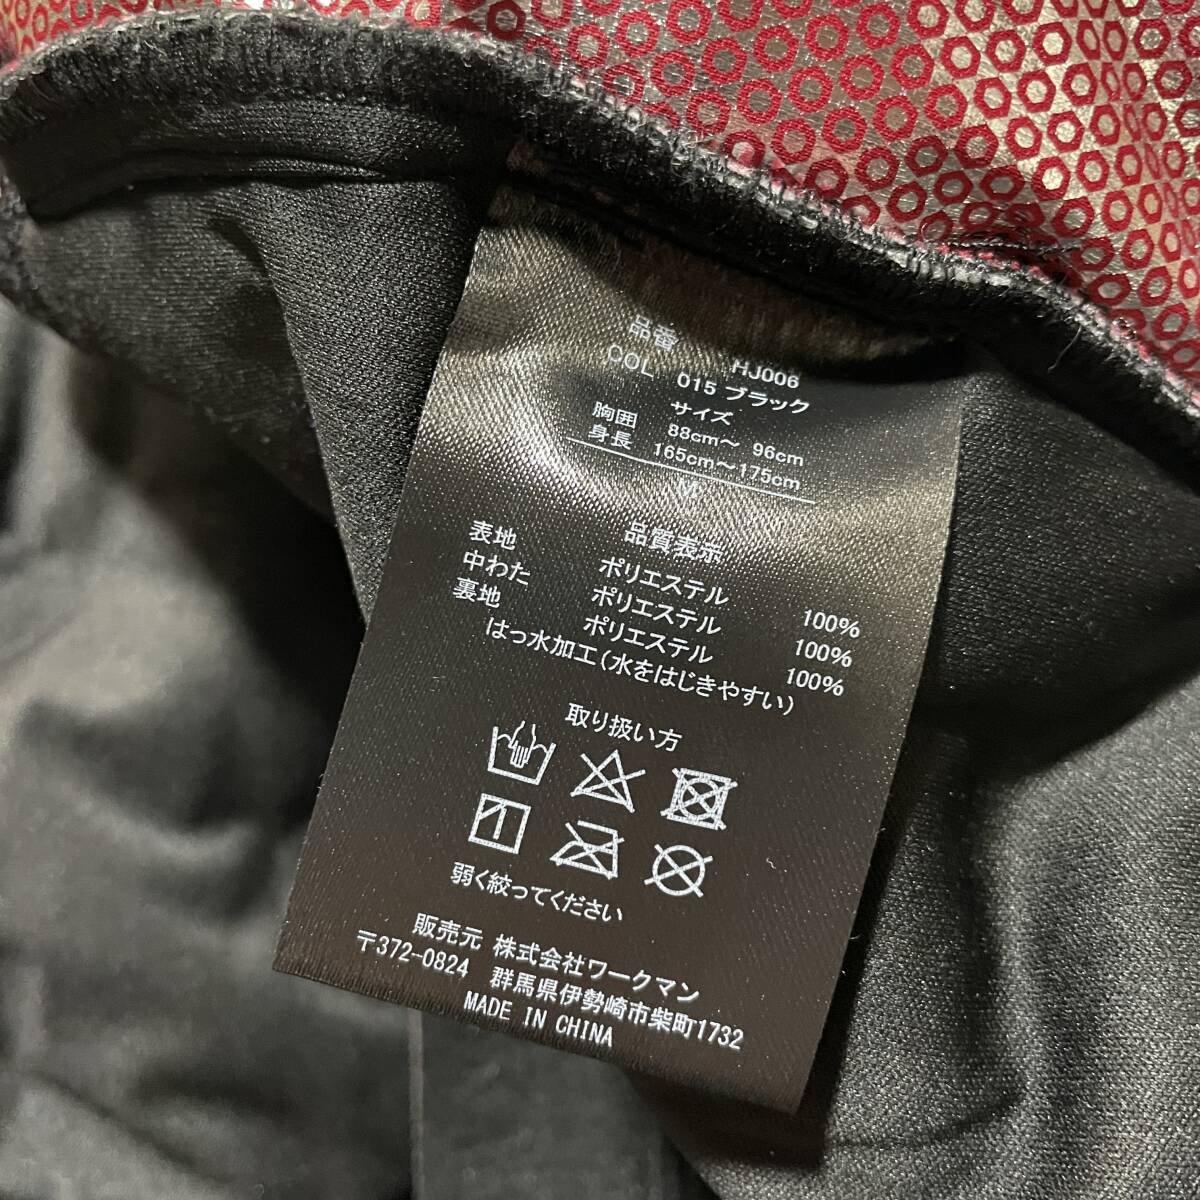 品番 HJ006
COL 015 ブラック
サイズ
胸囲 88cm～ 96cm
身長 165cm～175cm
M
品質表示
表地 ポリエステル 100%
中わた ポリエステル 100%
裏地 ポリエステル 100%
はっ水加工(水をはじきやすい)
取り扱い方
弱く絞ってください
販売元 株式会社ワークマン
〒372-0824 群馬県伊勢崎市柴町1732
MADE IN CHINA